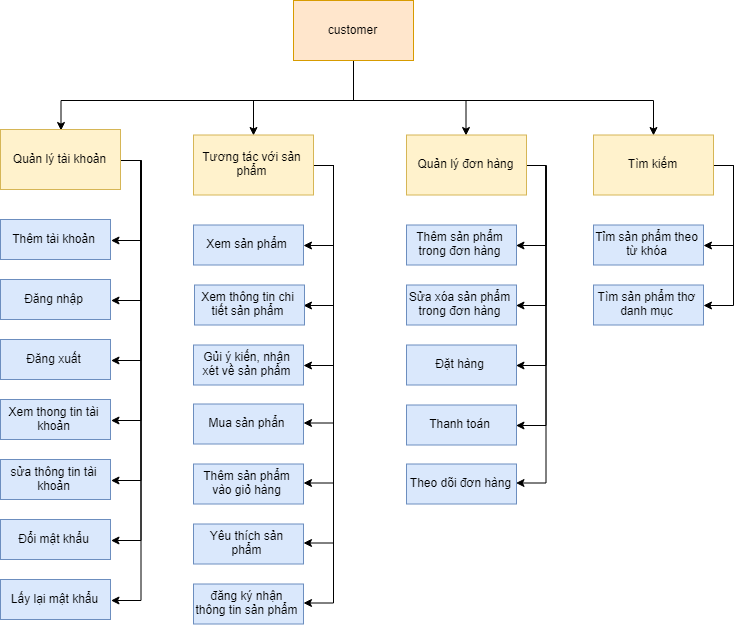 customer
Quản lý tài khoản
Thêm tài khoản
Đăng nhập
Đăng xuất
Xem thong tin tài
khoản
sửa thông tin tài
khoản
Đổi mật khẩu
Lấy lại mật khẩu
Tương tác với sản
phẩm
Xem sản phẩm
Xem thông tin chi
tiết sản phẩm
Gủi ý kiến, nhận
xét về sản phẩm
Mua sản phẩn
Thêm sản phẩm
vào giỏ hàng
Yêu thích sản
phẩm
đăng ký nhận
thông tin sản phẩm
Quản lý đơn hàng
Thêm sản phẩm
trong đơn hàng
Sửa xóa sản phẩm
trong đơn hàng
Đặt hàng
Thanh toán
Theo dõi đơn hàng
Tìm kiếm
Tìm sản phẩm theo
từ khóa
Tìm sản phẩm thơ
danh mục